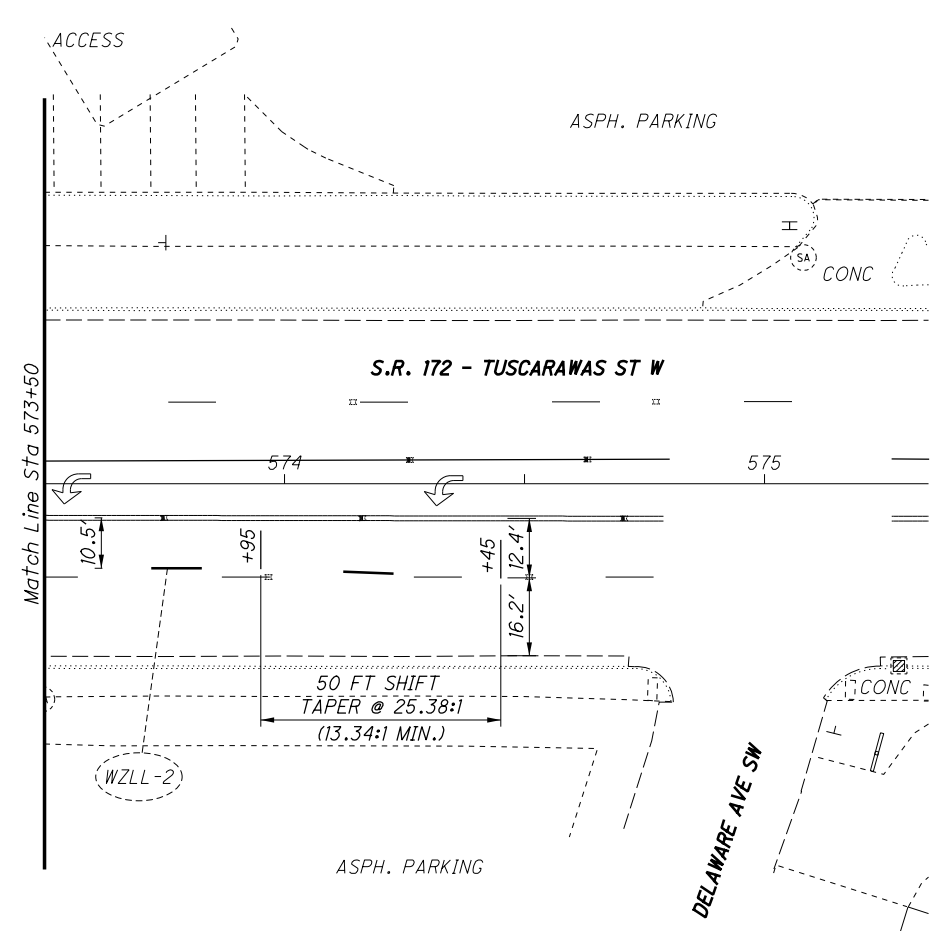 ACCESS
ASPH. PARKING
SA
CONC
S.R. 172 - TUSCARAWAS ST W
Match Line Sta 573+50
574
575
10.5'
+95
+45
12.4'
16.2'
50 FT SHIFT
TAPER @ 25.38:1
(13.34:1 MIN.)
CONC
WZLL-2
DELAWARE AVE SW
ASPH. PARKING